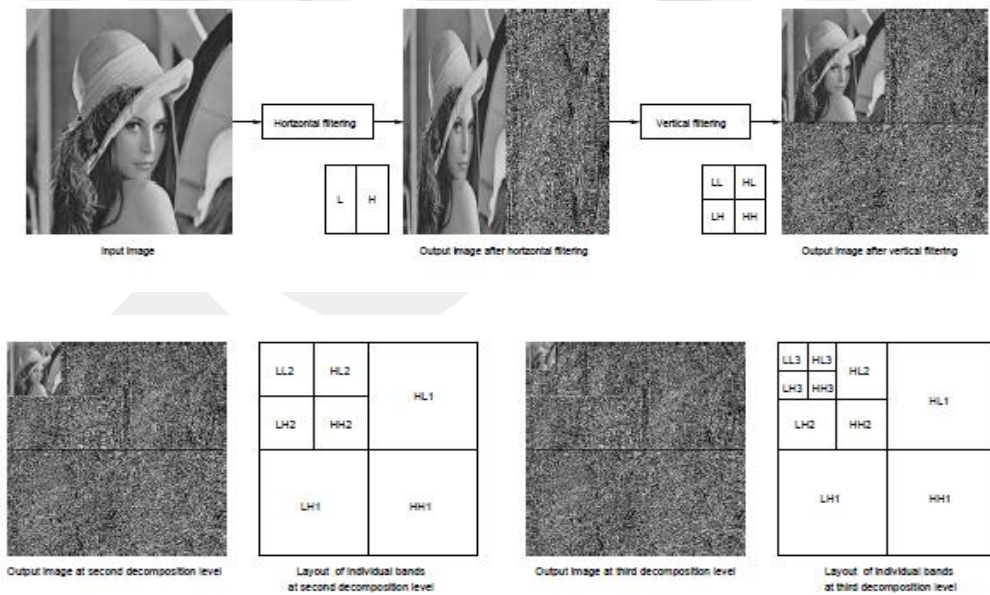 Horizontal filtering
Vertical filtering
L H
LL HL
LH HH
Input image
Output image after horizontal filtering
Output image after vertical filtering
LL2 HL2
HL1
LH2 HH2
LH1 HH1
LL3 HL3
HL2
LH3 HH3
HL1
LH2 HH2
LH1 HH1
Output image at second decomposition level
Layout of individual bands
at second decomposition level
Output image at third decomposition level
Layout of individual bands
at third decomposition level